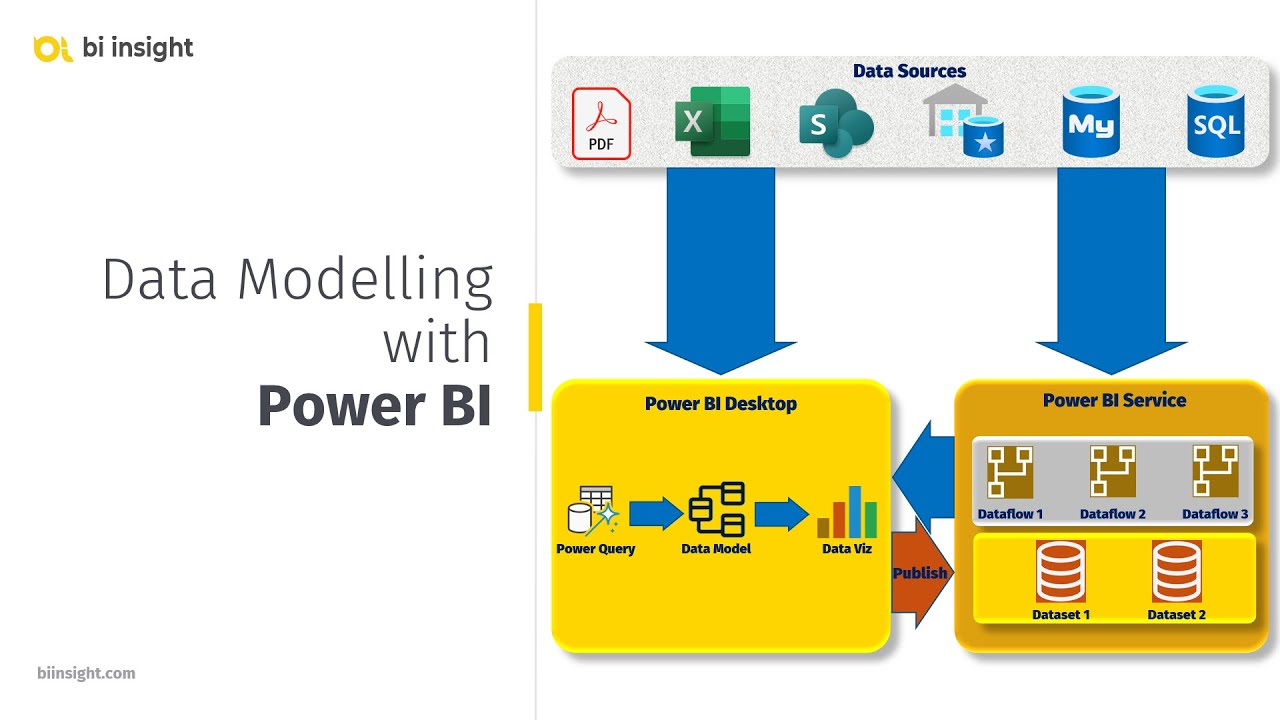 bi insight
Data Modelling
with
Power BI
biinsight.com
Data Sources
PDF
X
S
My
SQL
Power BI Desktop
Power Query
Data Model
Data Viz
Publish
Power BI Service
Dataflow 1
Dataflow 2
Dataflow 3
Dataset 1
Dataset 2